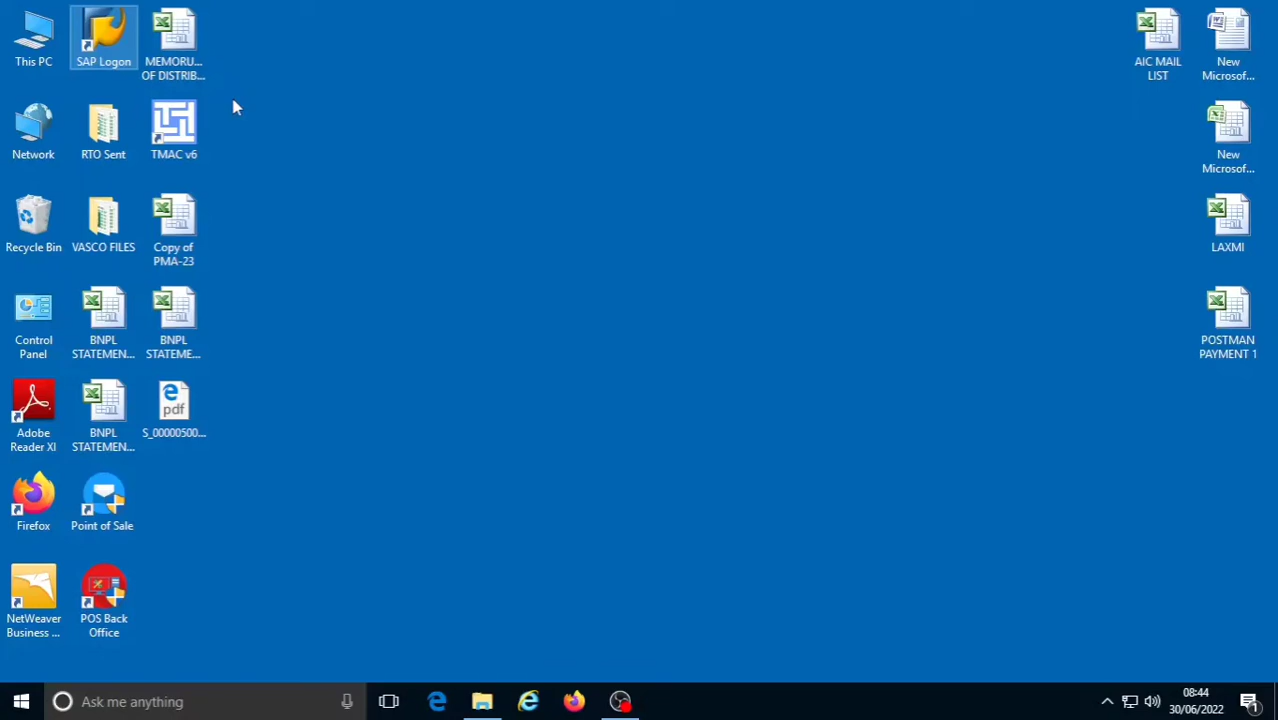 This PC
SAP Logon
MEMORU...
OF DISTRIB...
AIC MAIL
LIST
New
Microsof...
Network
RTO Sent
TMAC v6
New
Microsof...
Recycle Bin
VASCO FILES
Copy of
PMA-23
LAXMI
Control
Panel
BNPL
STATEMEN...
BNPL
STATEME...
POSTMAN
PAYMENT 1
Adobe
Reader XI
BNPL
STATEMEN...
pdf
S_00000500...
Firefox
Point of Sale
NetWeaver
Business ...
POS Back
Office
Ask me anything
08:44
30/06/2022
1